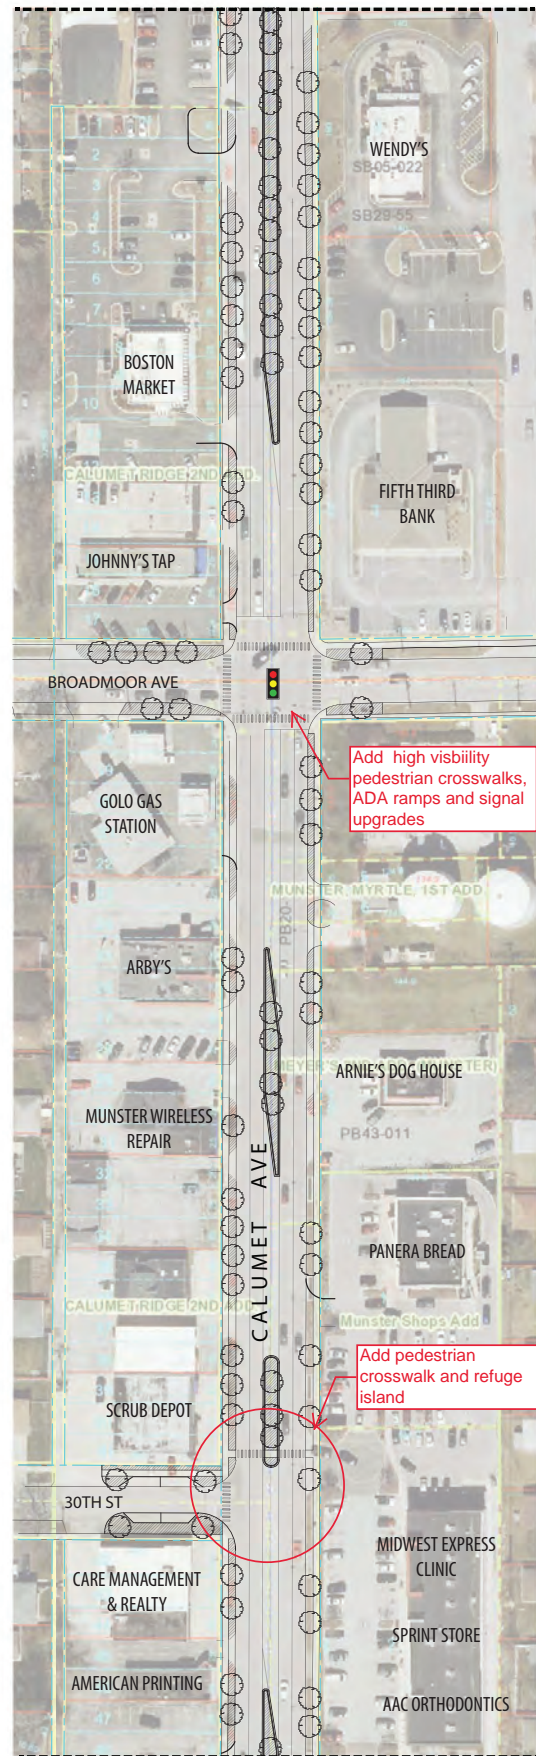 WENDY'S
SB05-022
SB29-55
BOSTON
MARKET
CALUMET RIDGE 2ND ADD.
FIFTH THIRD
BANK
JOHNNY'S TAP
BROADMOOR AVE
Add high visbiility
pedestrian crosswalks,
ADA ramps and signal
upgrades
GOLO GAS
STATION
MUNSTER, MYRTLE, 1ST ADD
PB20-
ARBY'S
ARNIE'S DOG HOUSE
MUNSTER WIRELESS
REPAIR
PB43-011
CALUMET AVE
PANERA BREAD
CALUMET RIDGE 2ND ADD
Munster Shops Add
Add pedestrian
crosswalk and refuge
island
SCRUB DEPOT
30TH ST
MIDWEST EXPRESS
CLINIC
CARE MANAGEMENT
& REALTY
SPRINT STORE
AMERICAN PRINTING
AAC ORTHODONTICS